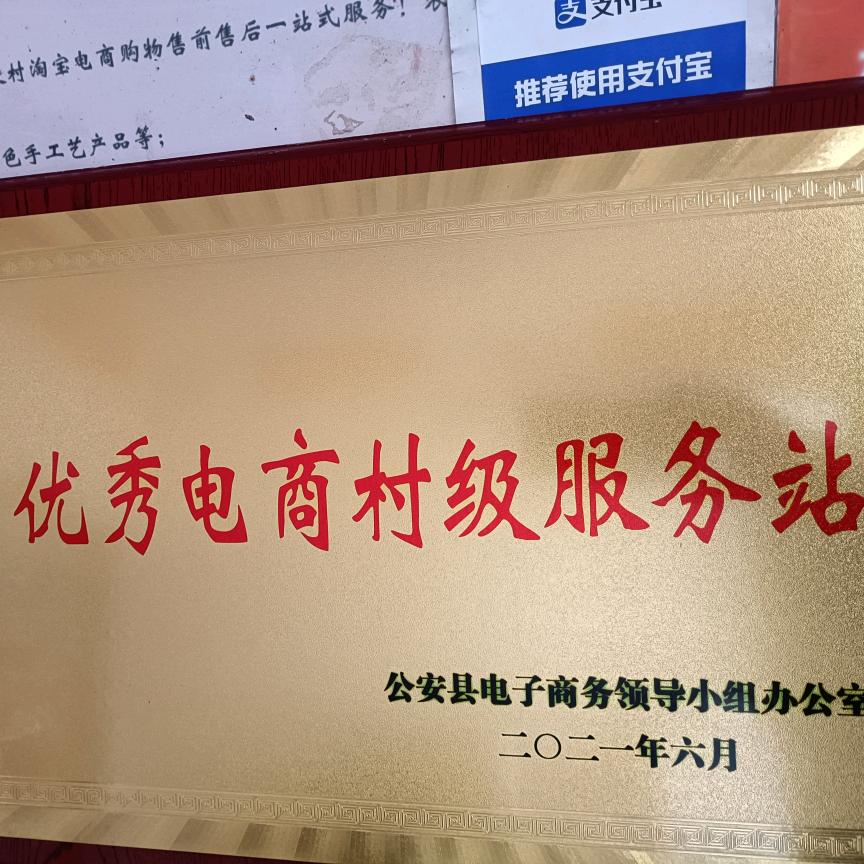 村淘宝电商购物售前售后一站式服务！
色手工艺产品等；
支付宝
推荐使用支付宝
优秀电商村级服务站
公安县电子商务领导小组办公室
二〇二一年六月